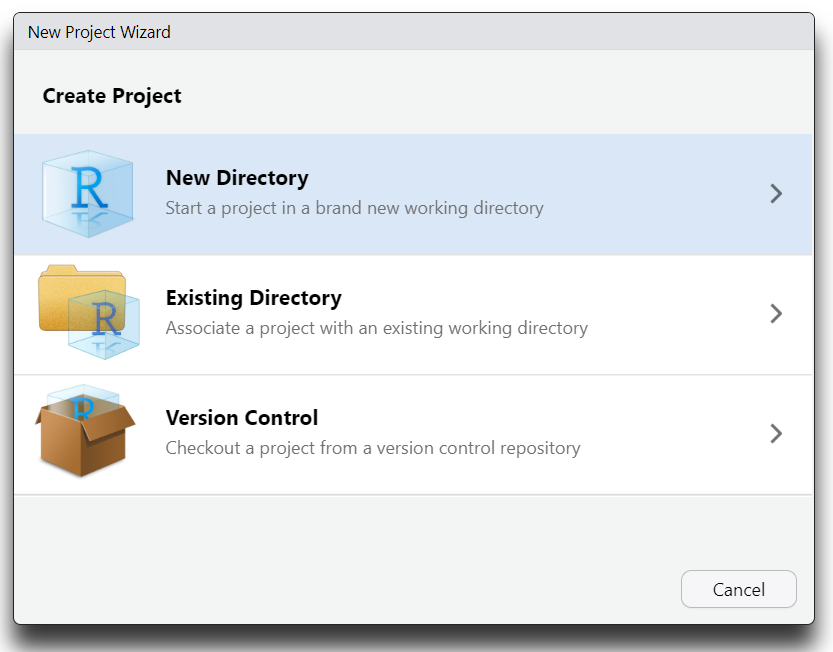 New Project Wizard
Create Project
R
New Directory
Start a project in a brand new working directory
R
Existing Directory
Associate a project with an existing working directory
R
Version Control
Checkout a project from a version control repository
Cancel